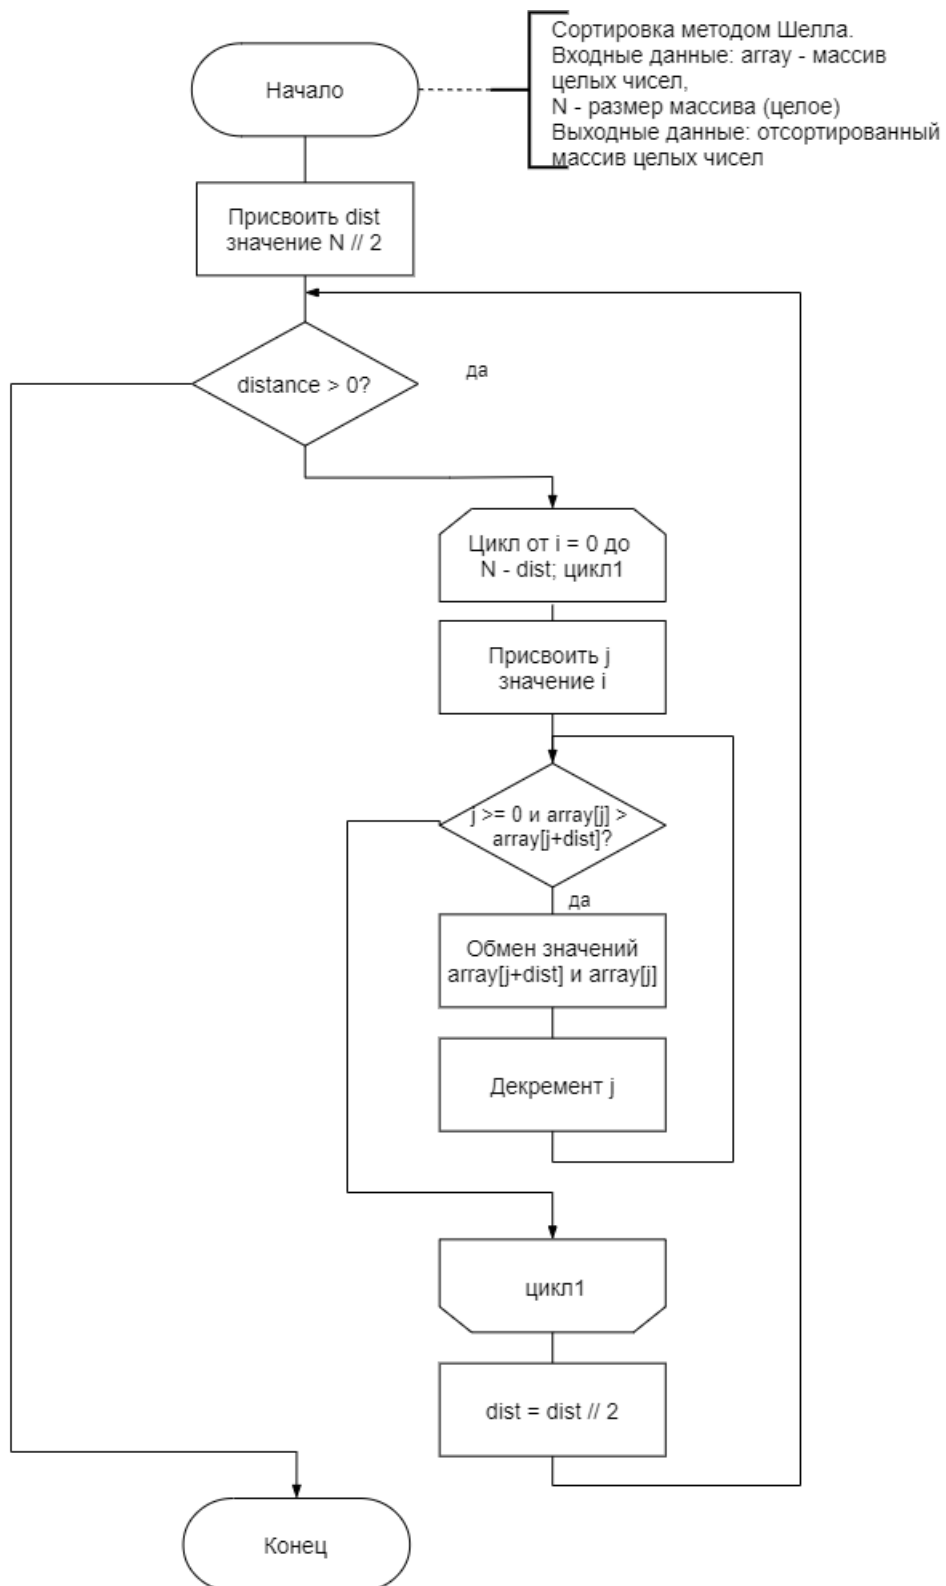 Сортировка методом Шелла.
Входные данные: array - массив
целых чисел,
N - размер массива (целое)
Выходные данные: отсортированный
массив целых чисел
Начало
Присвоить dist
значение N // 2
distance > 0?
да
Цикл от i = 0 до
N - dist; цикл1
Присвоить j
значение i
j >= 0 и array[j] >
array[j+dist]?
да
Обмен значений
array[j+dist] и array[j]
Декремент j
цикл1
dist = dist // 2
Конец